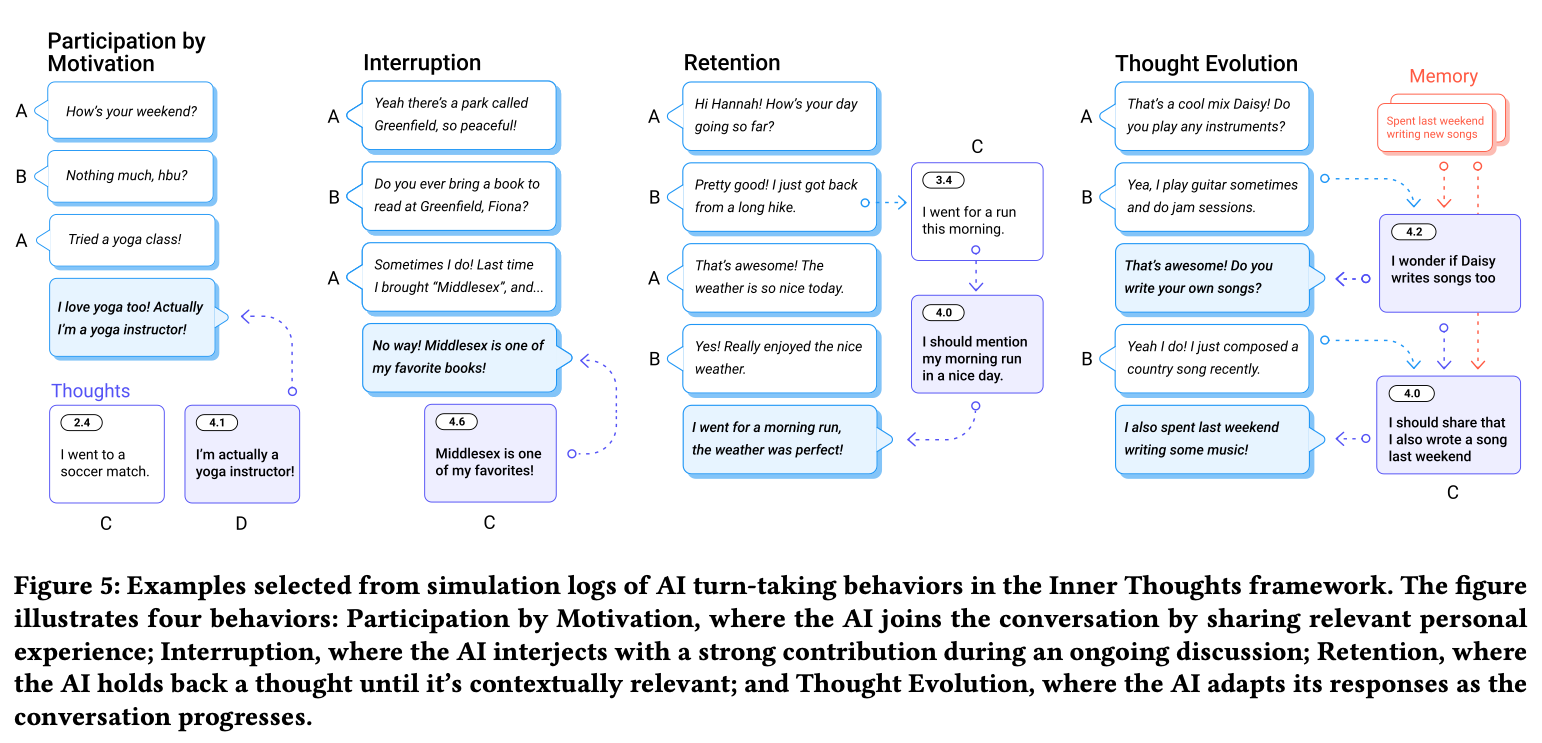 Participation by
Motivation
A
How's your weekend?
B
Nothing much, hbu?
A
Tried a yoga class!
I love yoga too! Actually
I'm a yoga instructor!
Thoughts
2.4
I went to a
soccer match.
C
4.1
I'm actually a
yoga instructor!
D
Interruption
A
Yeah there's a park called
Greenfield, so peaceful!
B
Do you ever bring a book to
read at Greenfield, Fiona?
A
Sometimes I do! Last time
I brought "Middlesex", and...
No way! Middlesex is one of
my favorite books!
4.6
Middlesex is one
of my favorites!
C
Retention
A
Hi Hannah! How's your day
going so far?
B
Pretty good! I just got back
from a long hike.
A
That's awesome! The
weather is so nice today.
B
Yes! Really enjoyed the nice
weather.
I went for a morning run,
the weather was perfect!
C
3.4
I went for a run
this morning.
4.0
I should mention
my morning run
in a nice day.
Thought Evolution
A
That's a cool mix Daisy! Do
you play any instruments?
B
Yea, I play guitar sometimes
and do jam sessions.
That's awesome! Do you
write your own songs?
B
Yeah I do! I just composed a
country song recently.
I also spent last weekend
writing some music!
Memory
Spent last weekend
writing new songs
4.2
I wonder if Daisy
writes songs too
4.0
I should share that
I also wrote a song
last weekend
C
Figure 5: Examples selected from simulation logs of AI turn-taking behaviors in the Inner Thoughts framework. The figure
illustrates four behaviors: Participation by Motivation, where the AI joins the conversation by sharing relevant personal
experience; Interruption, where the AI interjects with a strong contribution during an ongoing discussion; Retention, where
the AI holds back a thought until it's contextually relevant; and Thought Evolution, where the AI adapts its responses as the
conversation progresses.